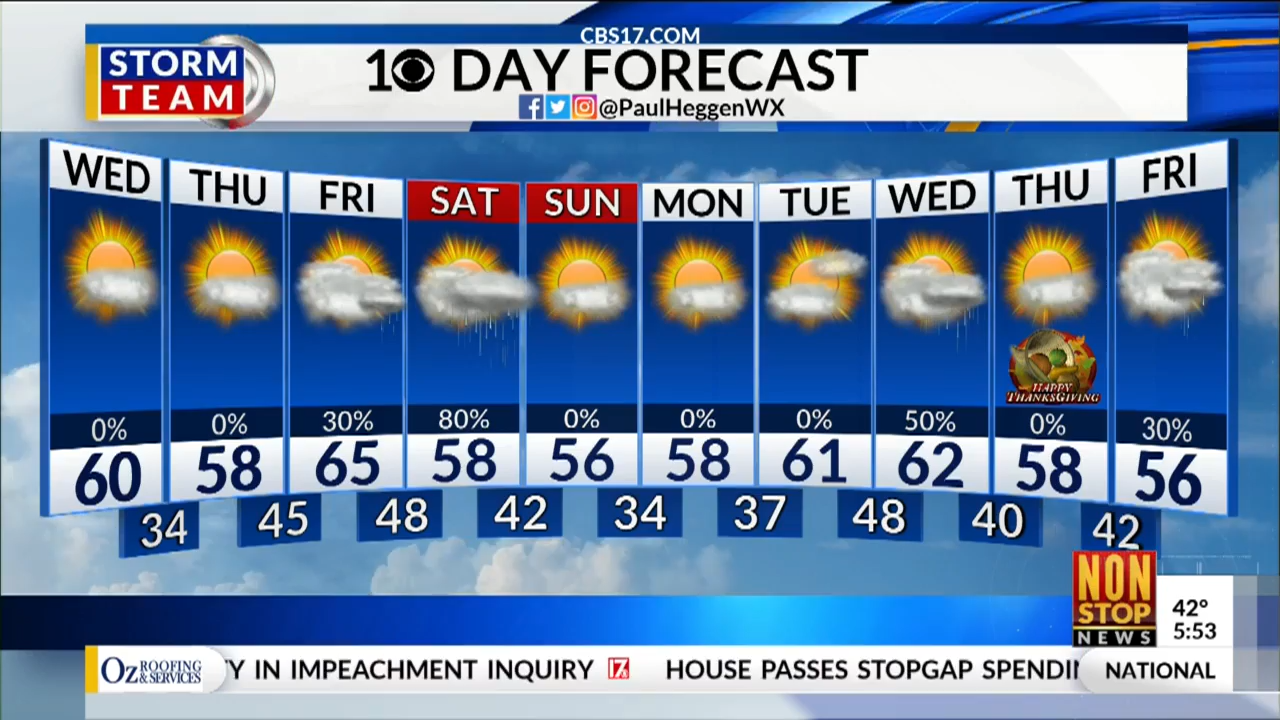 CBS17.COM
STORM
TEAM
10 DAY FORECAST
@PaulHeggenWX
WED THU FRI SAT SUN MON TUE WED THU FRI
HAPPY
THANKSGIVING
0% 0% 30% 80% 0% 0% 0% 50% 0% 30%
60 58 65 58 56 58 61 62 58 56
34 45 48 42 34 37 48 40 42
NON
STOP
NEWS
42°
5:53
Oz ROOFING
& SERVICES
Y IN IMPEACHMENT INQUIRY 17 HOUSE PASSES STOPGAP SPENDIN
NATIONAL